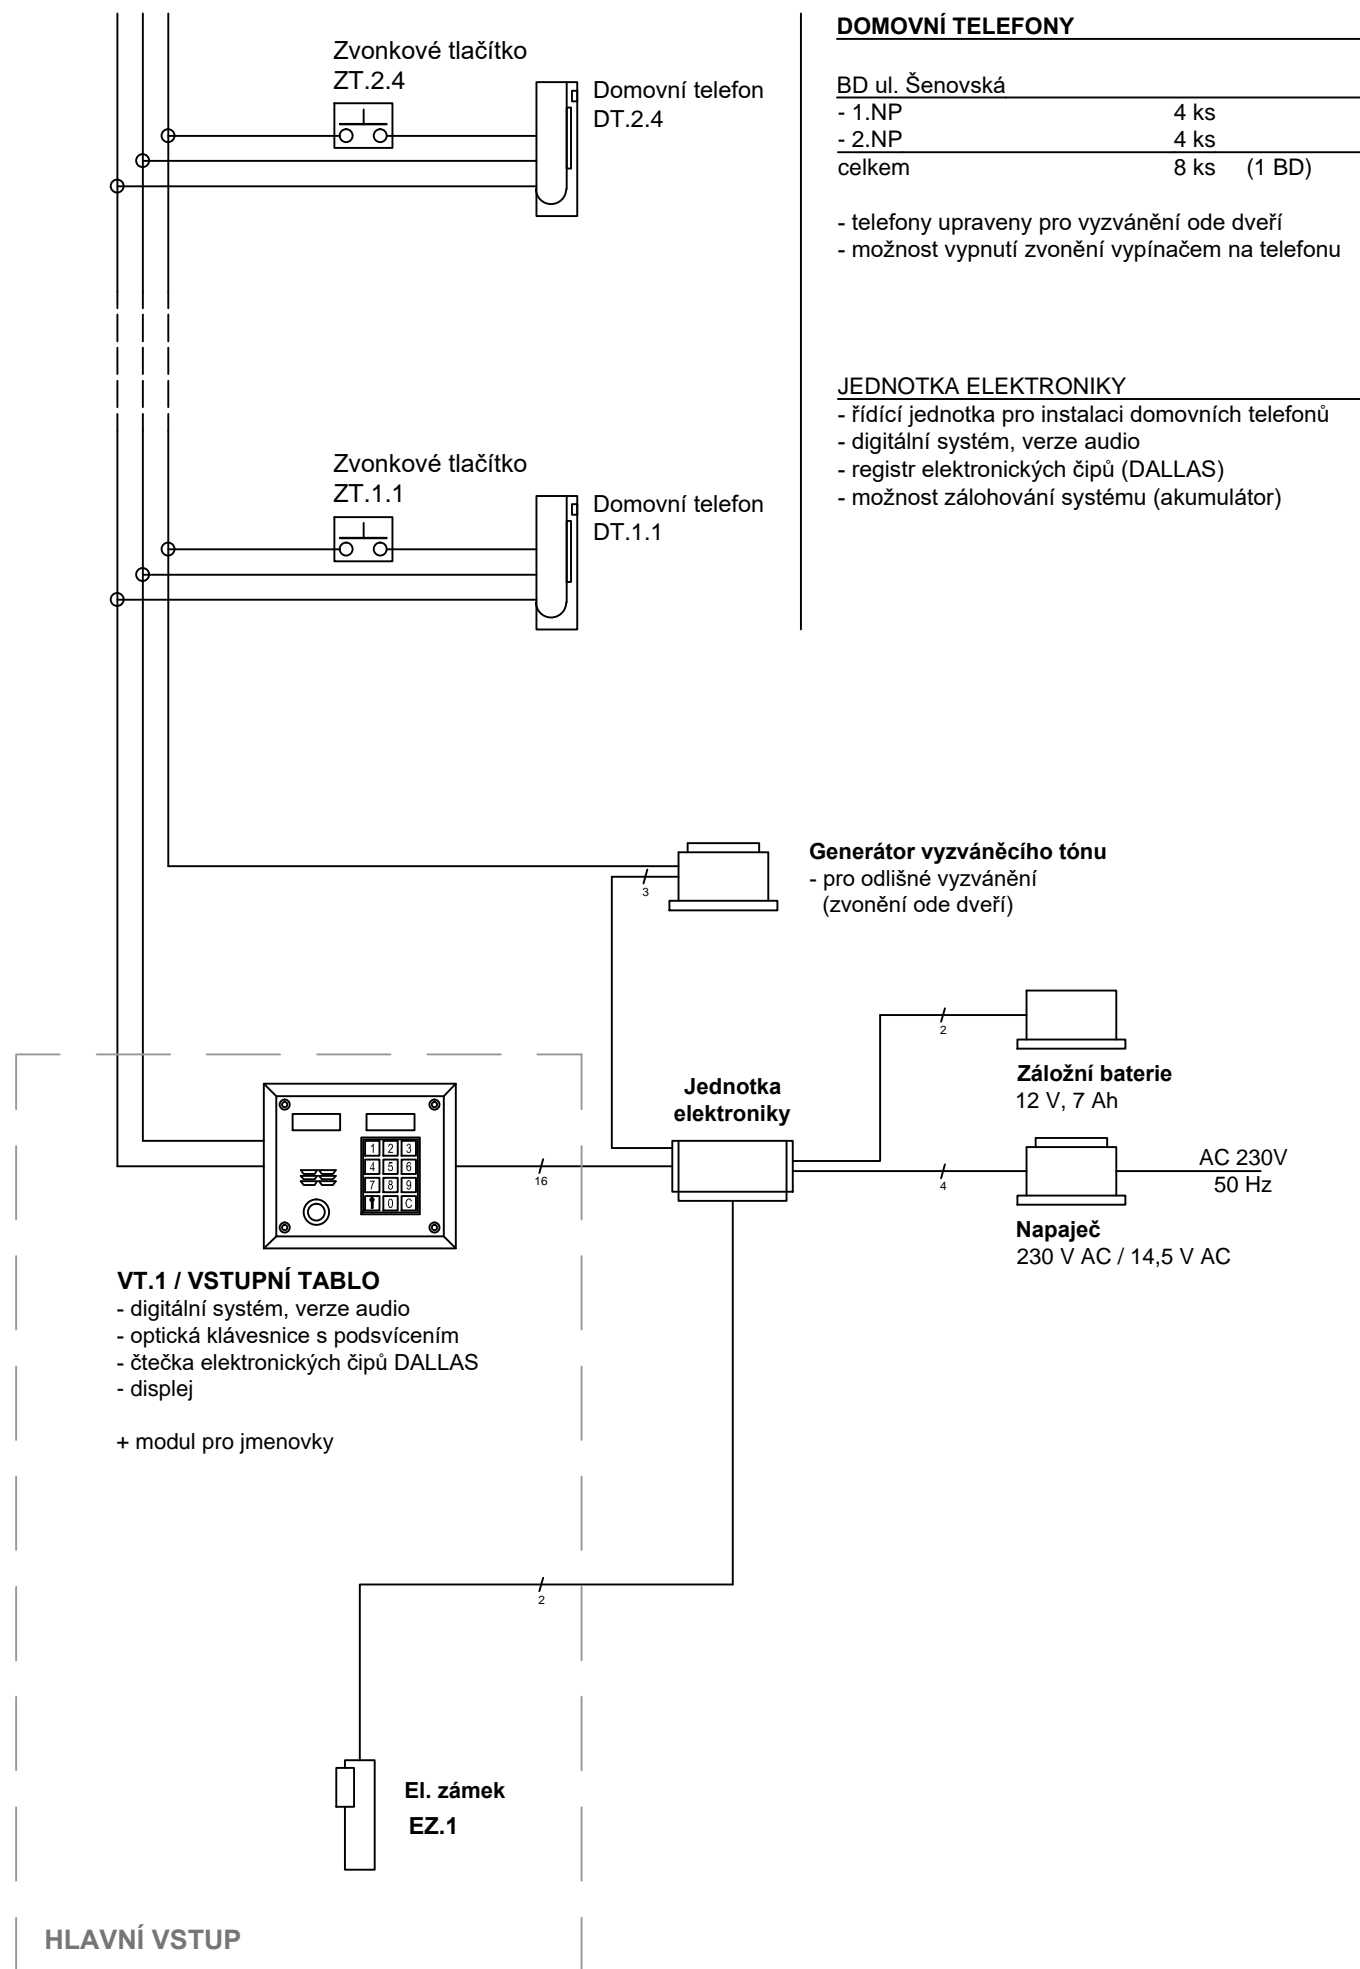 Zvonkové tlačítko
ZT.2.4
Domovní telefon
DT.2.4
DOMOVNÍ TELEFONY
BD ul. Šenovská
- 1.NP 4 ks
- 2.NP 4 ks
celkem 8 ks (1 BD)
- telefony upraveny pro vyzvánění ode dveří
- možnost vypnutí zvonění vypínačem na telefonu
JEDNOTKA ELEKTRONIKY
- řídící jednotka pro instalaci domovních telefonů
- digitální systém, verze audio
- registr elektronických čipů (DALLAS)
- možnost zálohování systému (akumulátor)
Zvonkové tlačítko
ZT.1.1
Domovní telefon
DT.1.1
Generátor vyzváněcího tónu
- pro odlišné vyzvánění
(zvonění ode dveří)
3
2
Záložní baterie
12 V, 7 Ah
Jednotka
elektroniky
1 2 3
4 5 6
7 8 9
0 C
16
4
AC 230V
50 Hz
Napaječ
230 V AC / 14,5 V AC
VT.1 / VSTUPNÍ TABLO
- digitální systém, verze audio
- optická klávesnice s podsvícením
- čtečka elektronických čipů DALLAS
- displej
+ modul pro jmenovky
2
El. zámek
EZ.1
HLAVNÍ VSTUP